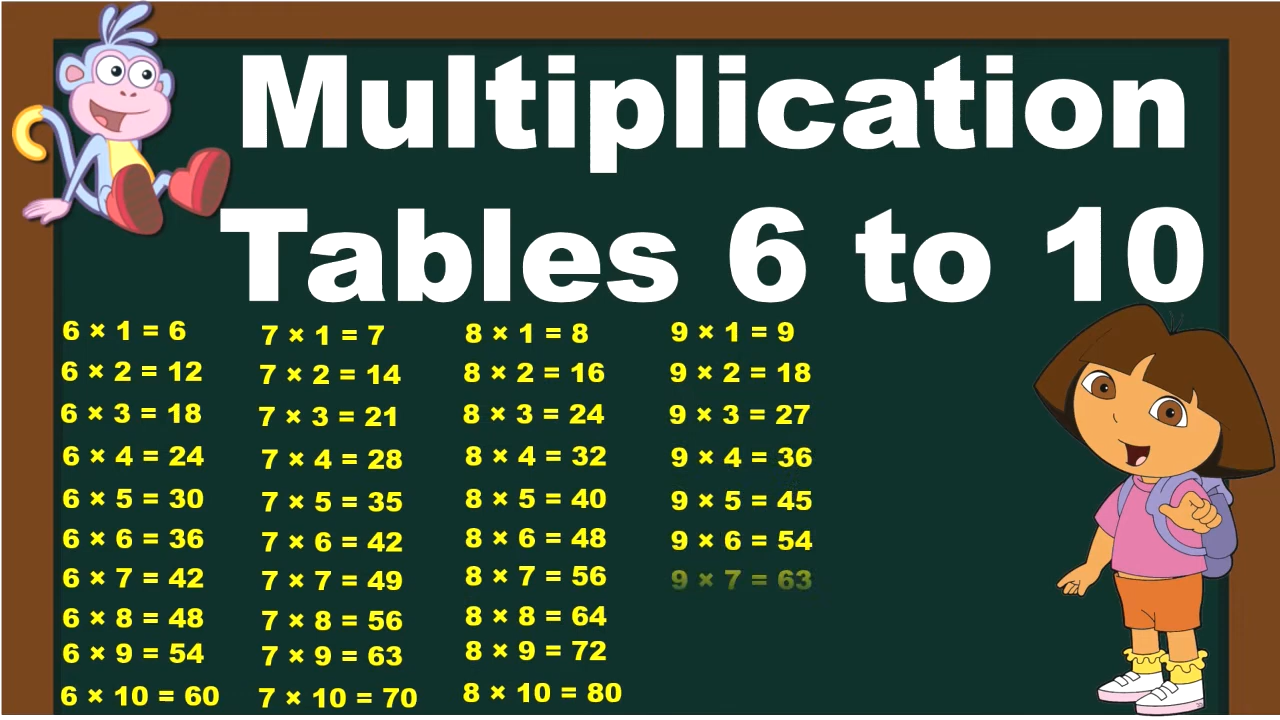 Multiplication
Tables 6 to 10
6 × 1 = 6
6 × 2 = 12
6 × 3 = 18
6 × 4 = 24
6 × 5 = 30
6 × 6 = 36
6 × 7 = 42
6 × 8 = 48
6 × 9 = 54
6 × 10 = 60
7 × 1 = 7
7 × 2 = 14
7 × 3 = 21
7 × 4 = 28
7 × 5 = 35
7 × 6 = 42
7 × 7 = 49
7 × 8 = 56
7 × 9 = 63
7 × 10 = 70
8 × 1 = 8
8 × 2 = 16
8 × 3 = 24
8 × 4 = 32
8 × 5 = 40
8 × 6 = 48
8 × 7 = 56
8 × 8 = 64
8 × 9 = 72
8 × 10 = 80
9 × 1 = 9
9 × 2 = 18
9 × 3 = 27
9 × 4 = 36
9 × 5 = 45
9 × 6 = 54
9 × 7 = 63